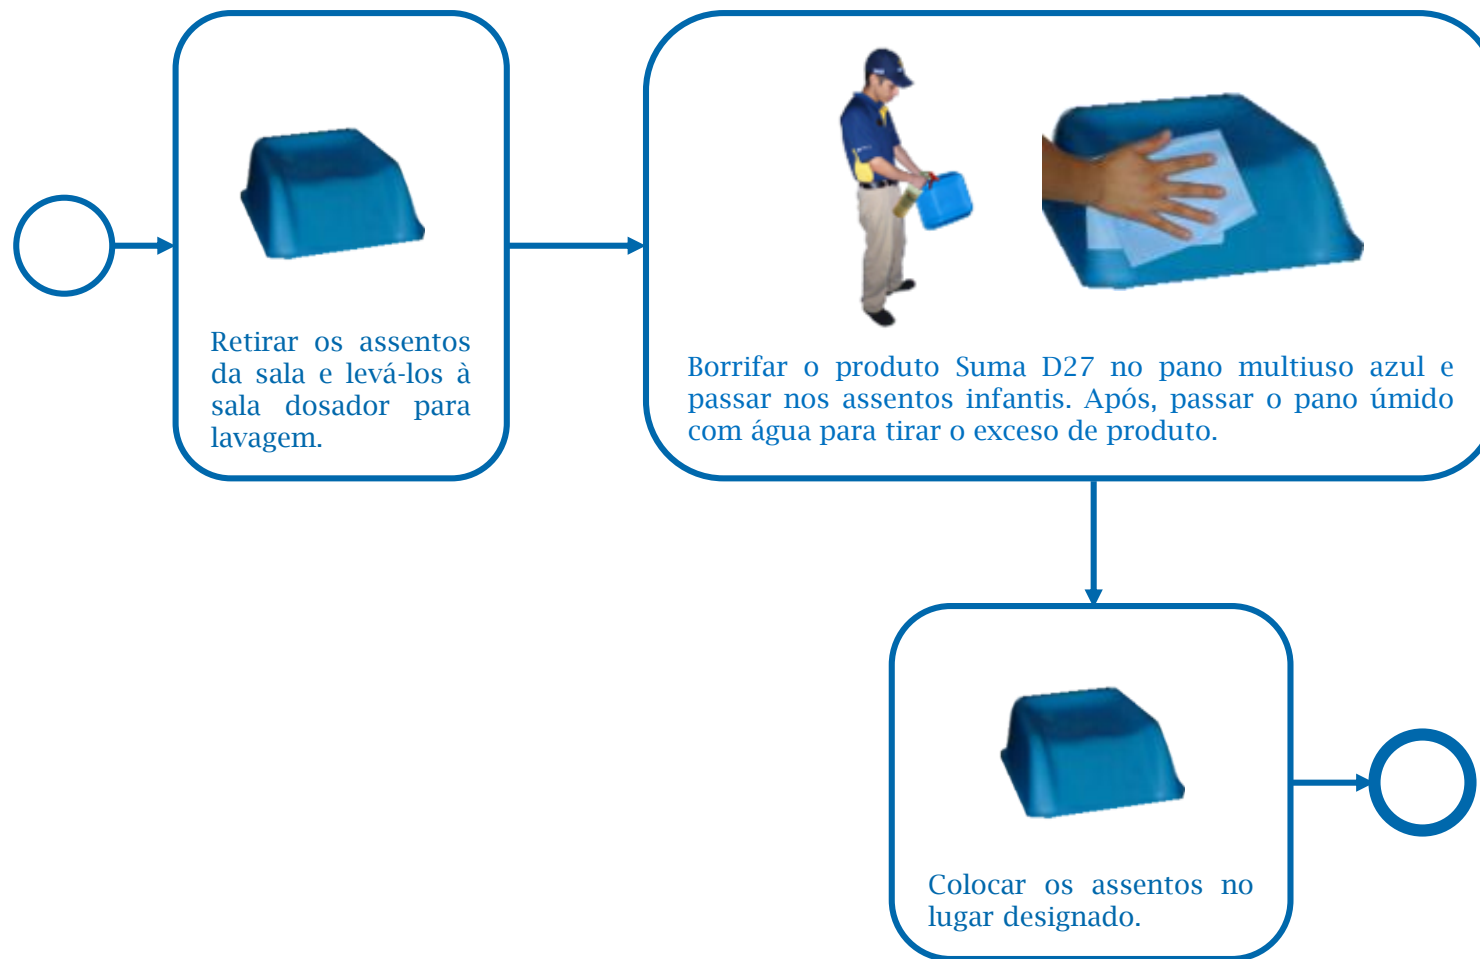 Retirar os assentos
da sala e levá-los à
sala dosador para
lavagem.
Borrifar o produto Suma D27 no pano multiuso azul e
passar nos assentos infantis. Após, passar o pano úmido
com água para tirar o exceso de produto.
Colocar os assentos no
lugar designado.